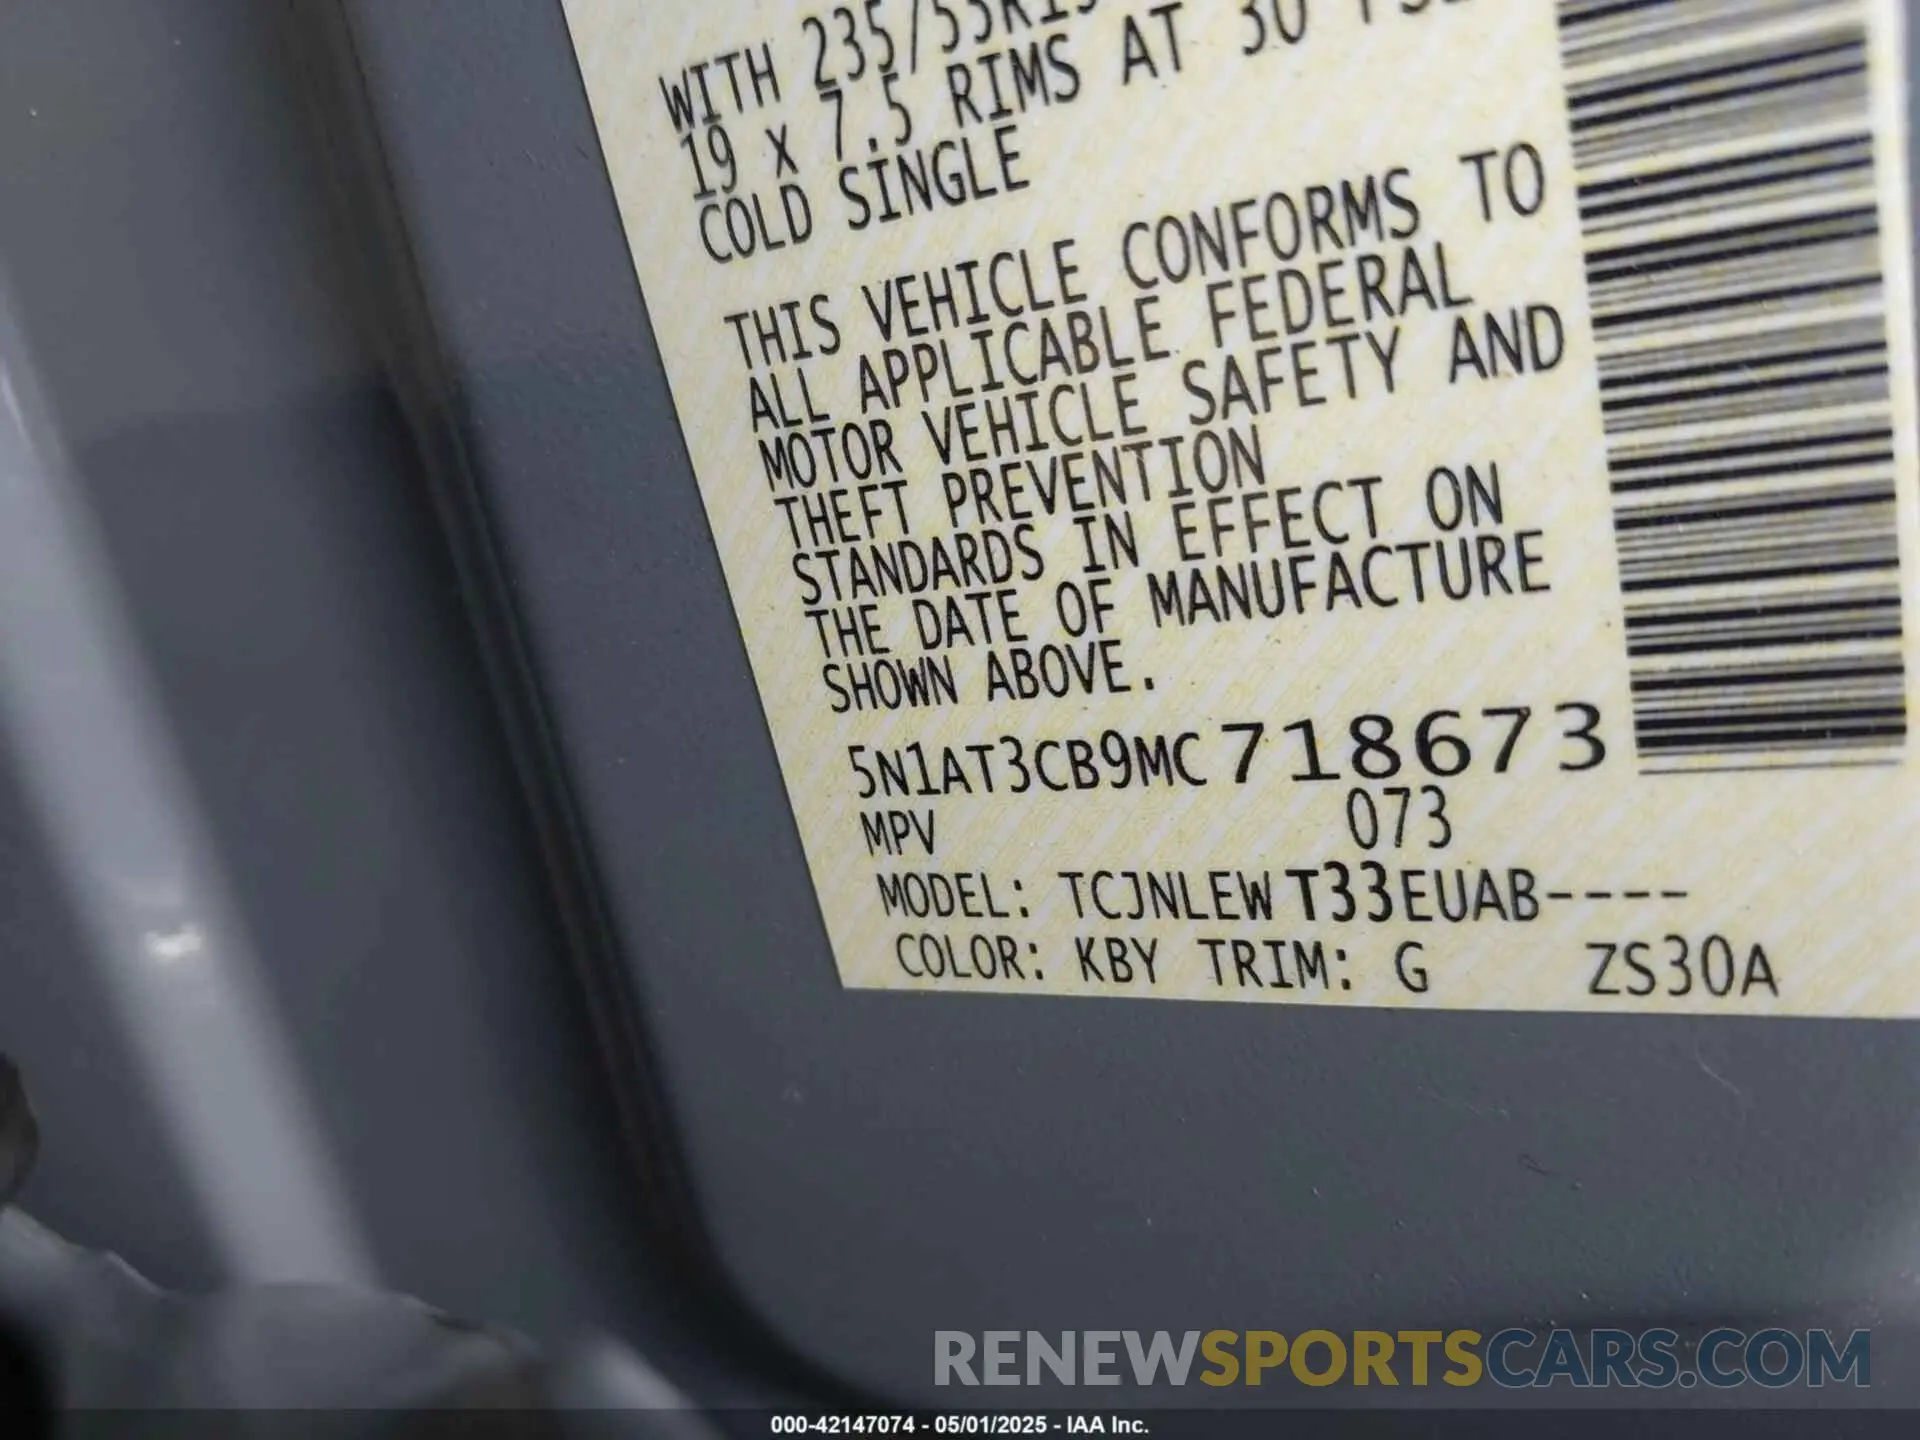 WITH 235/55R19
19 x 7.5 RIMS AT 30 PSI
COLD SINGLE
THIS VEHICLE CONFORMS TO
ALL APPLICABLE FEDERAL
MOTOR VEHICLE SAFETY AND
THEFT PREVENTION
STANDARDS IN EFFECT ON
THE DATE OF MANUFACTURE
SHOWN ABOVE.
5N1AT3CB9MC718673
MPV 073
MODEL: TCJNLEWT33EUAB----
COLOR: KBY TRIM: G ZS30A
RENEWSPORTSCARS.COM
000-42147074 - 05/01/2025 - IAA Inc.